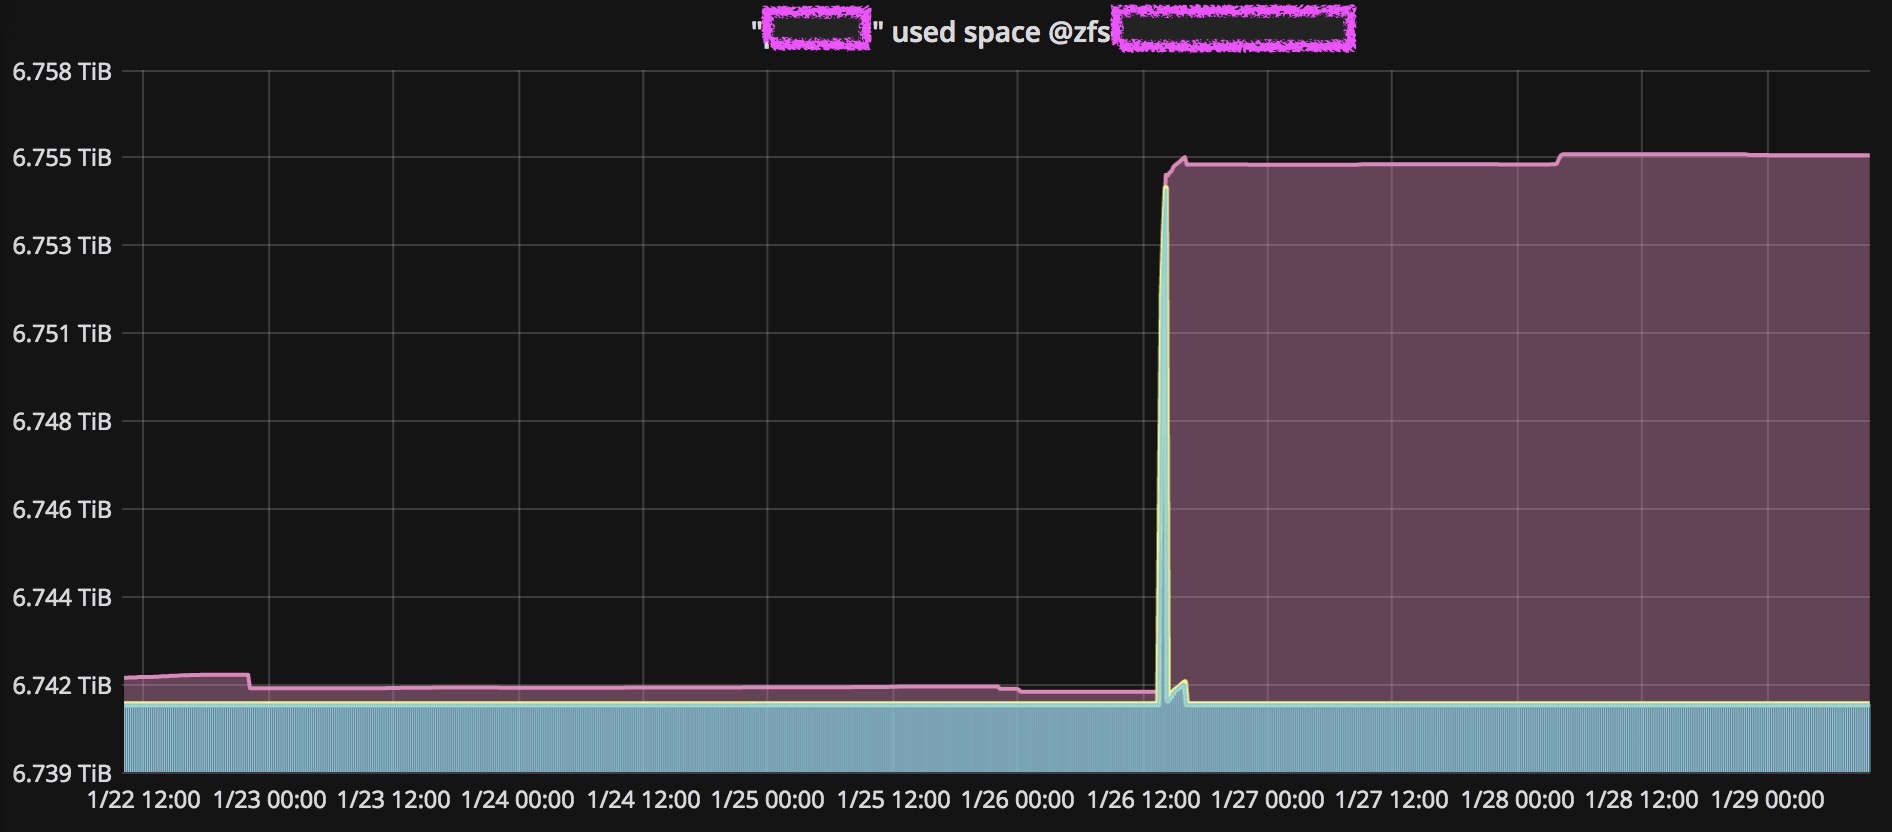 " " used space @zfs
6.758 TiB
6.755 TiB
6.753 TiB
6.751 TiB
6.748 TiB
6.746 TiB
6.744 TiB
6.742 TiB
6.739 TiB
1/22 12:00 1/23 00:00 1/23 12:00 1/24 00:00 1/24 12:00 1/25 00:00 1/25 12:00 1/26 00:00 1/26 12:00 1/27 00:00 1/27 12:00 1/28 00:00 1/28 12:00 1/29 00:00